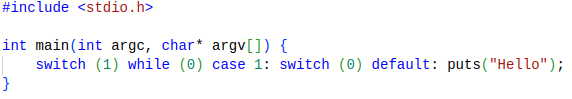 #include <stdio.h>

int main(int argc, char* argv[]) {
    switch (1) while (0) case 1: switch (0) default: puts("Hello");
}